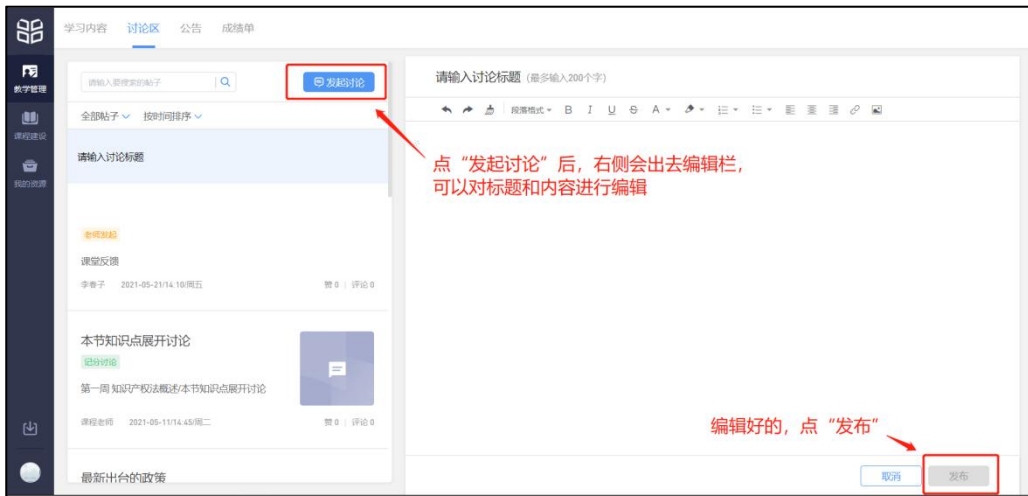 学习内容 讨论区 公告 成绩单
教学管理
课程建设
我的资源
请输入要搜索的帖子
发起讨论
全部帖子 按时间排序
请输入讨论标题
老师发起
课堂反馈
李春子 2021-05-21/14:10/周五 赞 0 | 评论 0
本节知识点展开讨论
记分讨论
第一周 知识产权法概述/本节知识点展开讨论
课程老师 2021-05-11/14:45/周二 赞 0 | 评论 0
最新出台的政策
请输入讨论标题 (最多输入200个字)
段落格式 B I U S A
点“发起讨论”后，右侧会出去编辑栏，
可以对标题和内容进行编辑
编辑好的，点“发布”
取消 发布